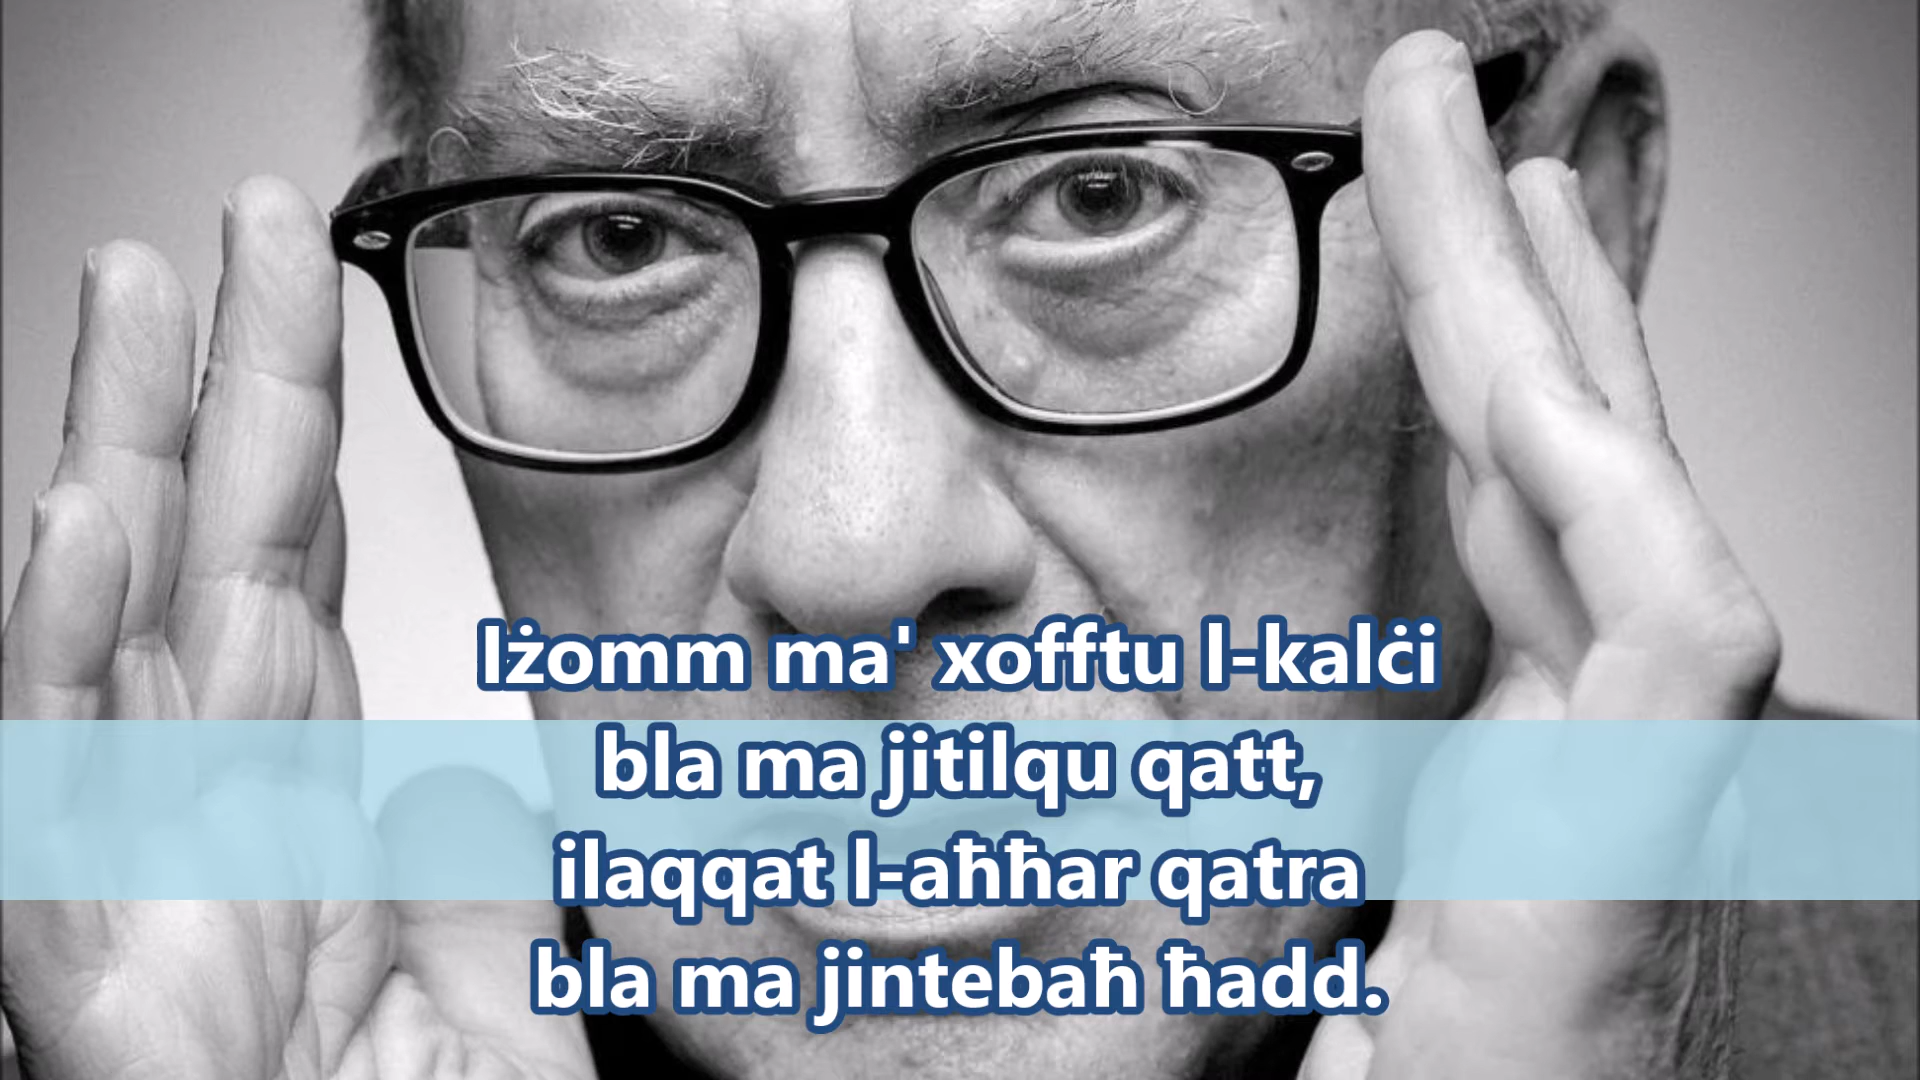 Iżomm ma' xofftu l-kalċi
bla ma jitilqu qatt,
ilaqqat l-aħħar qatra
bla ma jintebaħ ħadd.